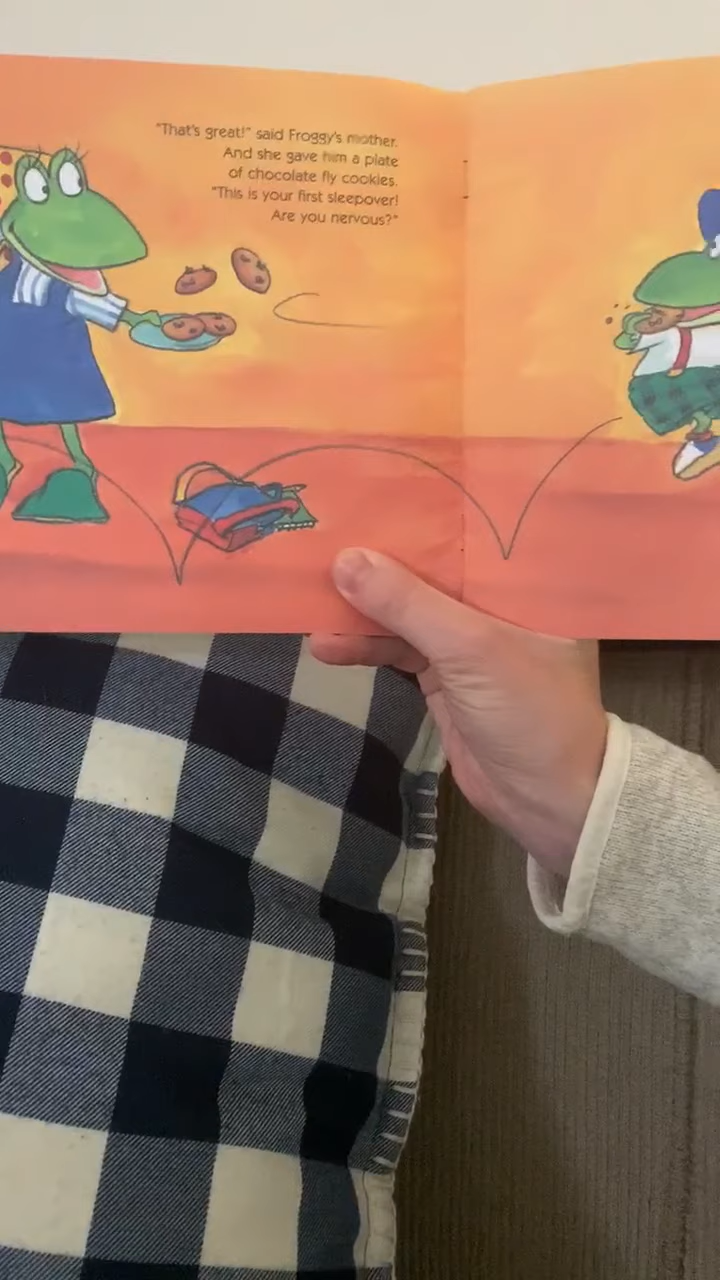 "That's great!" said Froggy's mother.
And she gave him a plate
of chocolate fly cookies.
"This is your first sleepover!
Are you nervous?"